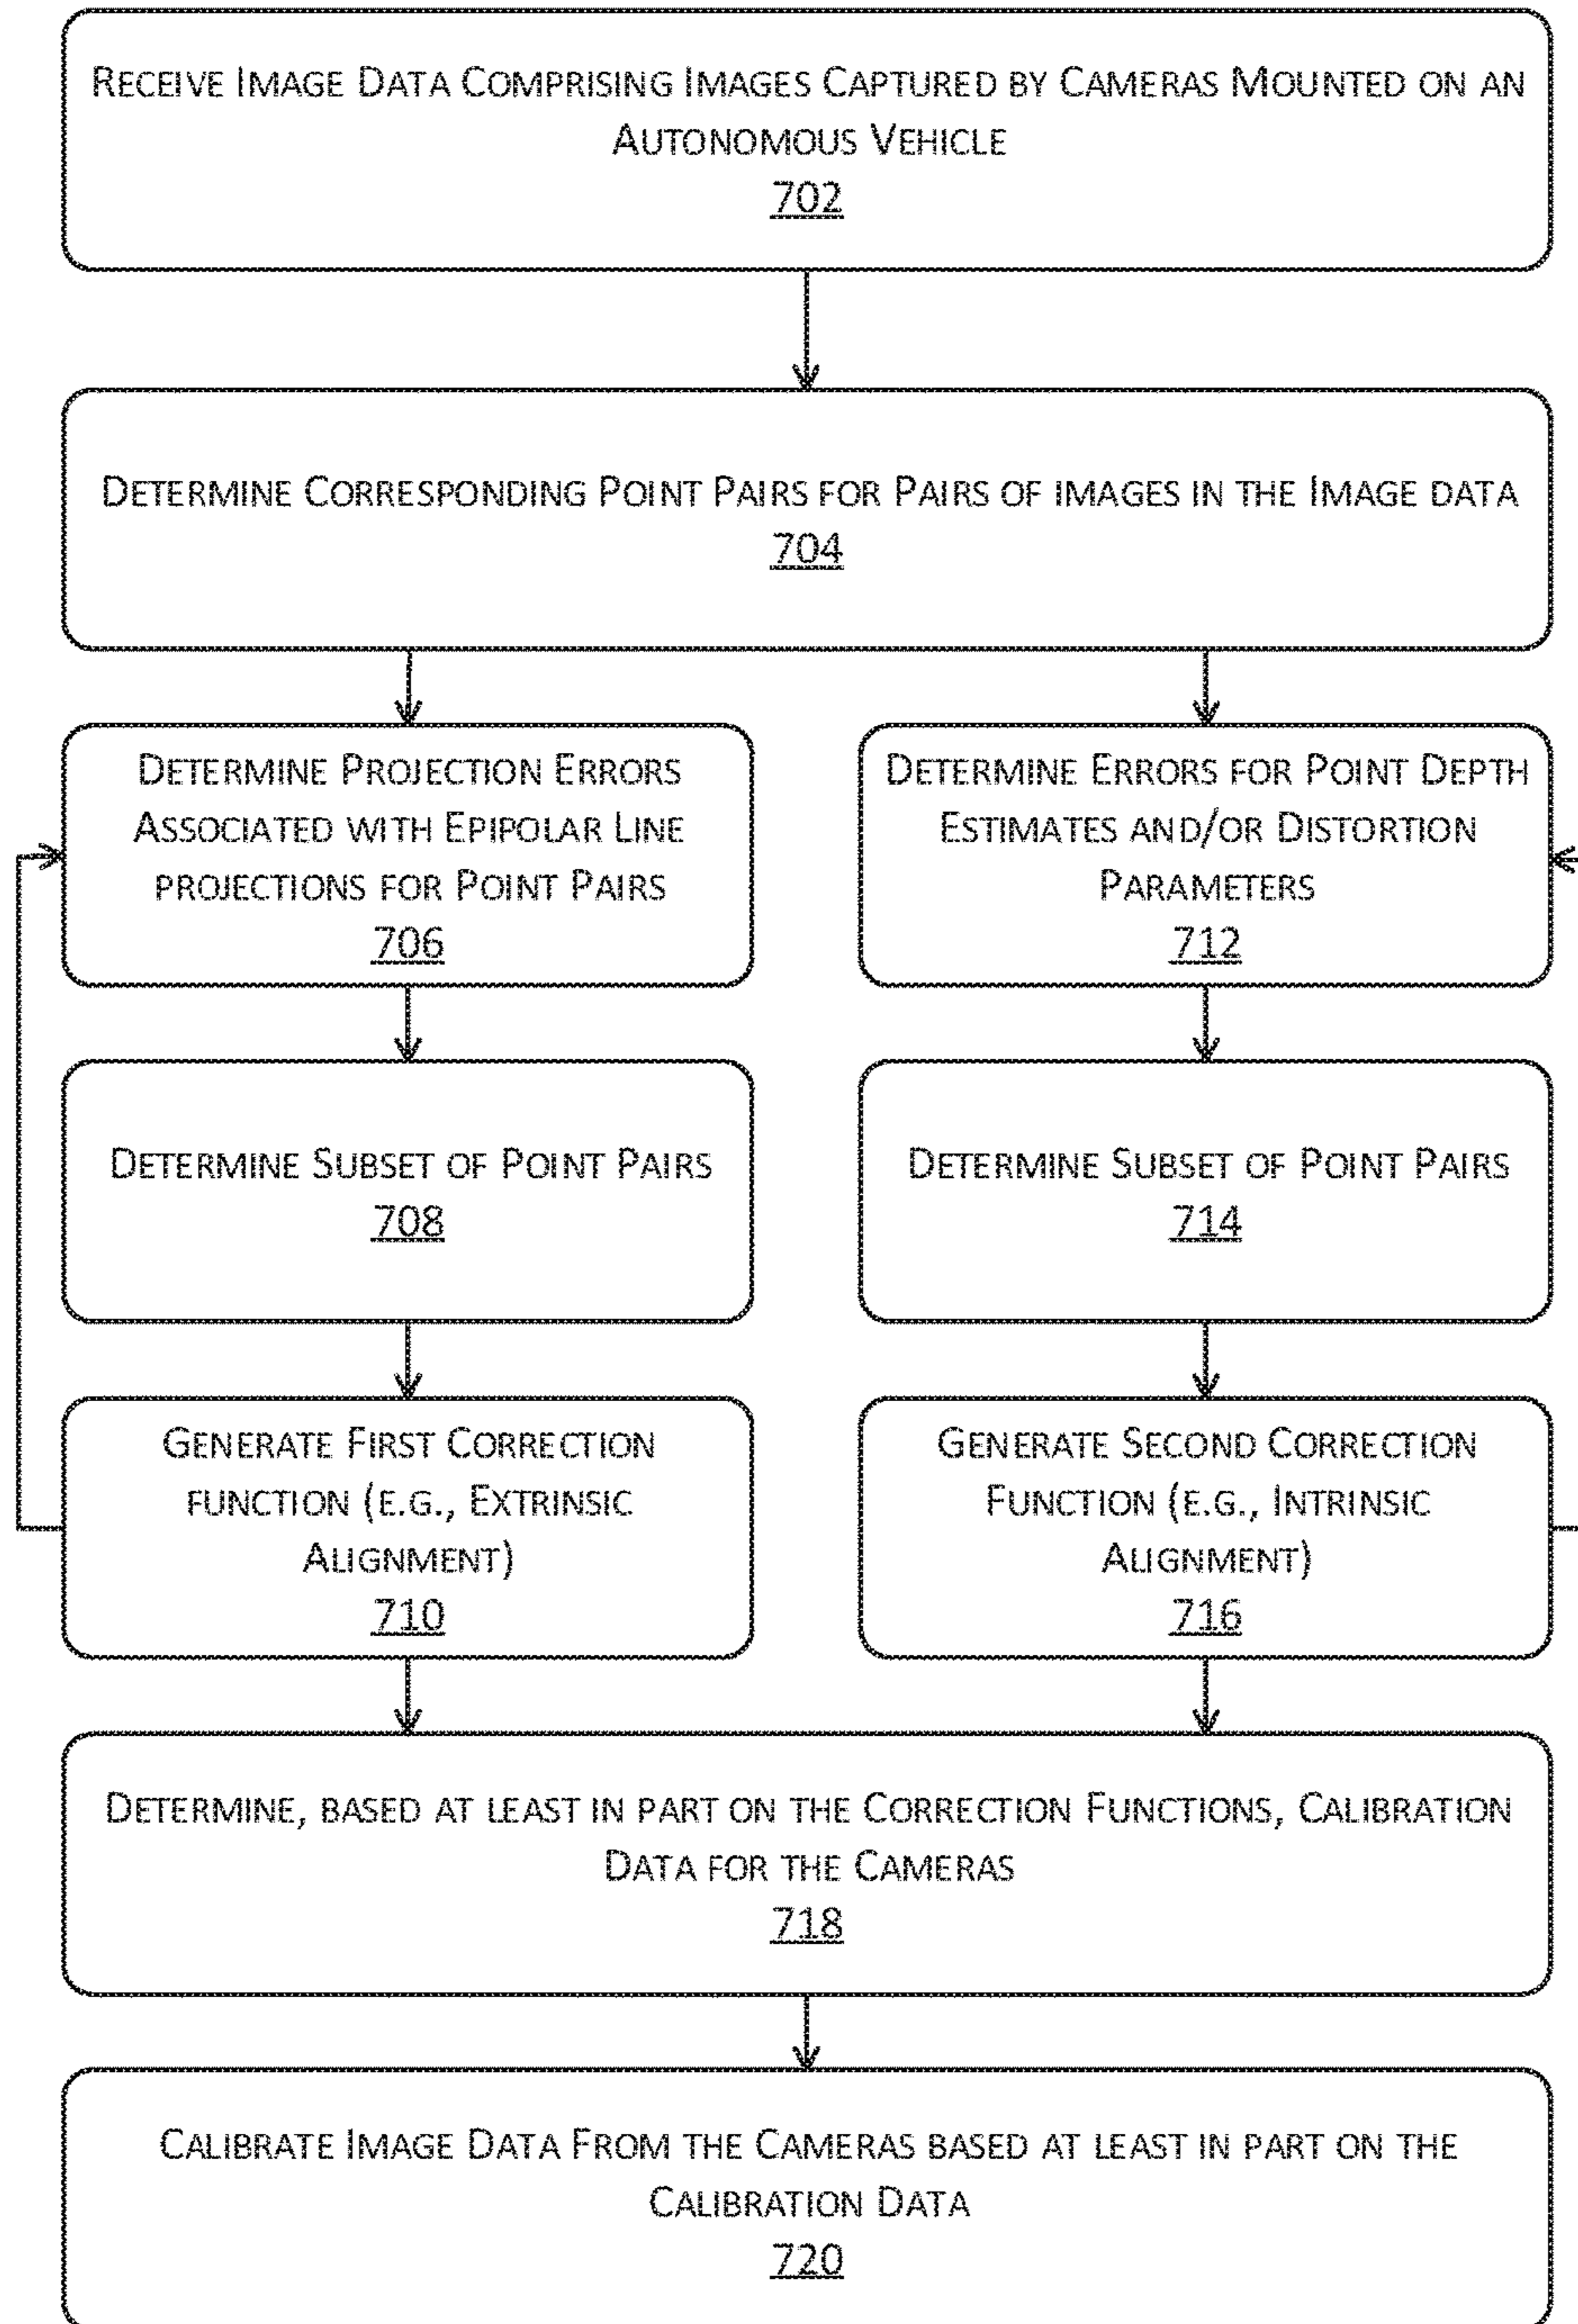 RECEIVE IMAGE DATA COMPRISING IMAGES CAPTURED BY CAMERAS MOUNTED ON AN
AUTONOMOUS VEHICLE
702
DETERMINE CORRESPONDING POINT PAIRS FOR PAIRS OF IMAGES IN THE IMAGE DATA
704
DETERMINE PROJECTION ERRORS
ASSOCIATED WITH EPIPOLAR LINE
PROJECTIONS FOR POINT PAIRS
706
DETERMINE SUBSET OF POINT PAIRS
708
GENERATE FIRST CORRECTION
FUNCTION (E.G., EXTRINSIC
ALIGNMENT)
710
DETERMINE ERRORS FOR POINT DEPTH
ESTIMATES AND/OR DISTORTION
PARAMETERS
712
DETERMINE SUBSET OF POINT PAIRS
714
GENERATE SECOND CORRECTION
FUNCTION (E.G., INTRINSIC
ALIGNMENT)
716
DETERMINE, BASED AT LEAST IN PART ON THE CORRECTION FUNCTIONS, CALIBRATION
DATA FOR THE CAMERAS
718
CALIBRATE IMAGE DATA FROM THE CAMERAS BASED AT LEAST IN PART ON THE
CALIBRATION DATA
720